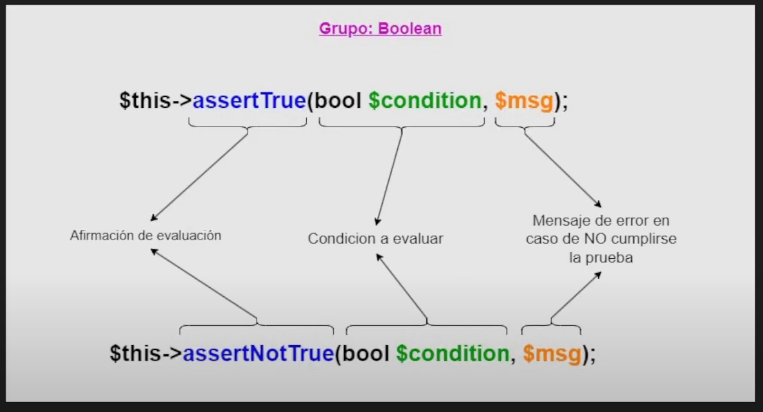 Grupo: Boolean
$this->assertTrue(bool $condition, $msg);
Afirmación de evaluación
Condicion a evaluar
Mensaje de error en
caso de NO cumplirse
la prueba
$this->assertNotTrue(bool $condition, $msg);